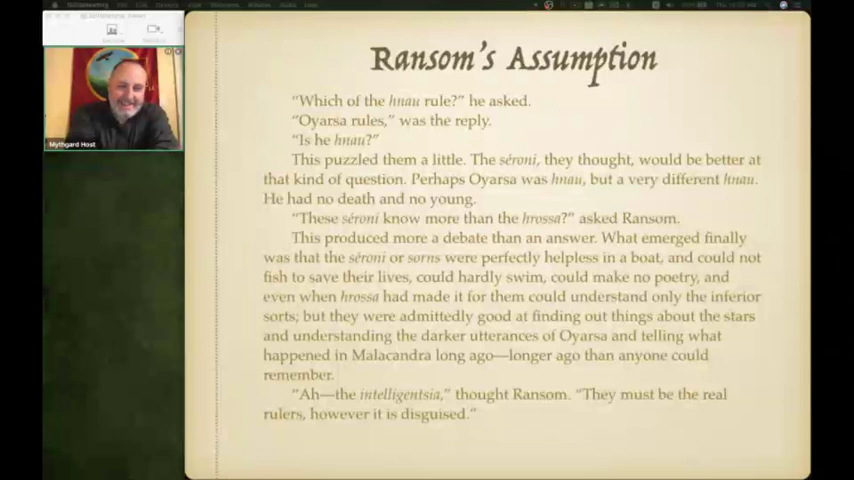 Ransom's Assumption
"Which of the hnau rule?" he asked.
"Oyarsa rules," was the reply.
"Is he hnau?"
This puzzled them a little. The séroni, they thought, would be better at
that kind of question. Perhaps Oyarsa was hnau, but a very different hnau.
He had no death and no young.
"These séroni know more than the hrossa?" asked Ransom.
This produced more a debate than an answer. What emerged finally
was that the séroni or sorns were perfectly helpless in a boat, and could not
fish to save their lives, could hardly swim, could make no poetry, and
even when hrossa had made it for them could understand only the inferior
sorts; but they were admittedly good at finding out things about the stars
and understanding the darker utterances of Oyarsa and telling what
happened in Malacandra long ago—longer ago than anyone could
remember.
"Ah—the intelligentsia," thought Ransom. "They must be the real
rulers, however it is disguised."
Mythgard Host